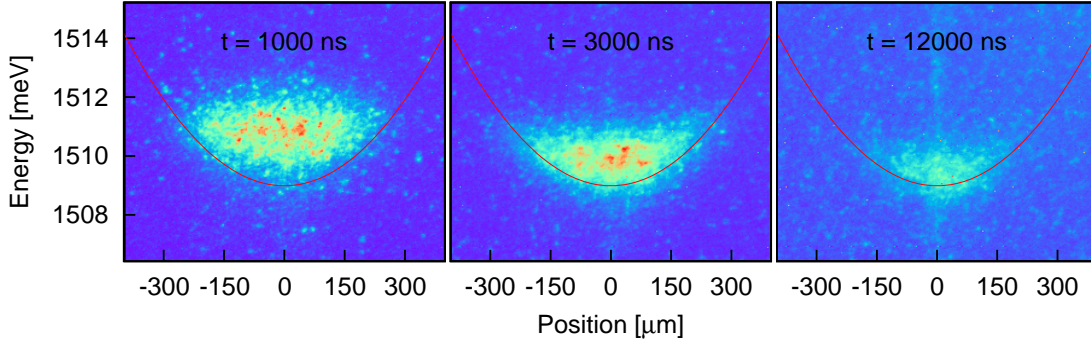 t = 1000 ns
t = 3000 ns
t = 12000 ns
Energy [meV]
1514
1512
1510
1508
-300 -150 0 150 300
-300 -150 0 150 300
-300 -150 0 150 300
Position [μm]